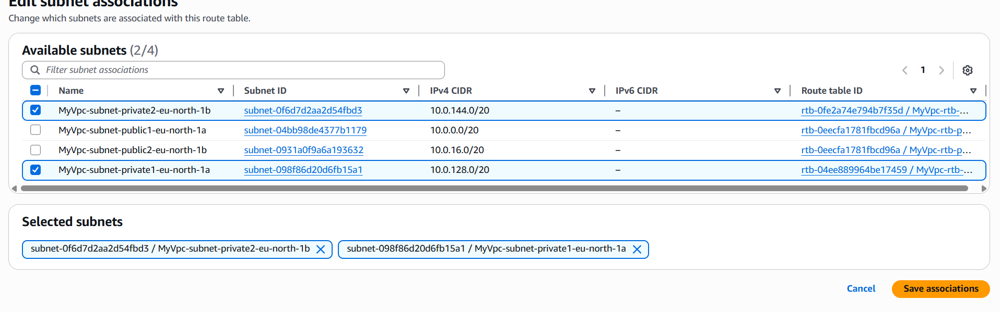 Edit subnet associations
Change which subnets are associated with this route table.
Available subnets (2/4)
Filter subnet associations
1
Name Subnet ID IPv4 CIDR IPv6 CIDR Route table ID
MyVpc-subnet-private2-eu-north-1b subnet-0f6d7d2aa2d54fbd3 10.0.144.0/20 – rtb-0fe2a74e794b7f35d / MyVpc-rtb-...
MyVpc-subnet-public1-eu-north-1a subnet-04bb98de4377b1179 10.0.0.0/20 – rtb-0eecfa1781fbcd96a / MyVpc-rtb-p...
MyVpc-subnet-public2-eu-north-1b subnet-0931a0f9a6a193632 10.0.16.0/20 – rtb-0eecfa1781fbcd96a / MyVpc-rtb-p...
MyVpc-subnet-private1-eu-north-1a subnet-098f86d20d6fb15a1 10.0.128.0/20 – rtb-04ee889964be17459 / MyVpc-rtb-...
Selected subnets
subnet-0f6d7d2aa2d54fbd3 / MyVpc-subnet-private2-eu-north-1b subnet-098f86d20d6fb15a1 / MyVpc-subnet-private1-eu-north-1a
Cancel Save associations